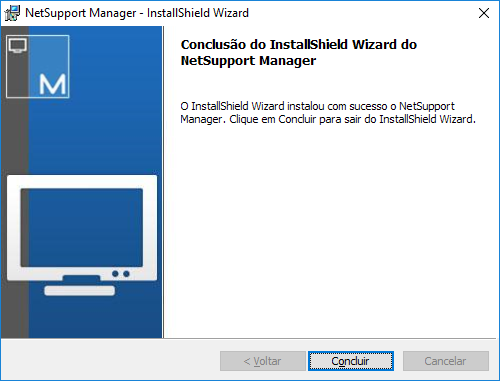 NetSupport Manager - InstallShield Wizard
M
Conclusão do InstallShield Wizard do
NetSupport Manager
O InstallShield Wizard instalou com sucesso o NetSupport
Manager. Clique em Concluir para sair do InstallShield Wizard.
< Voltar
Concluir
Cancelar